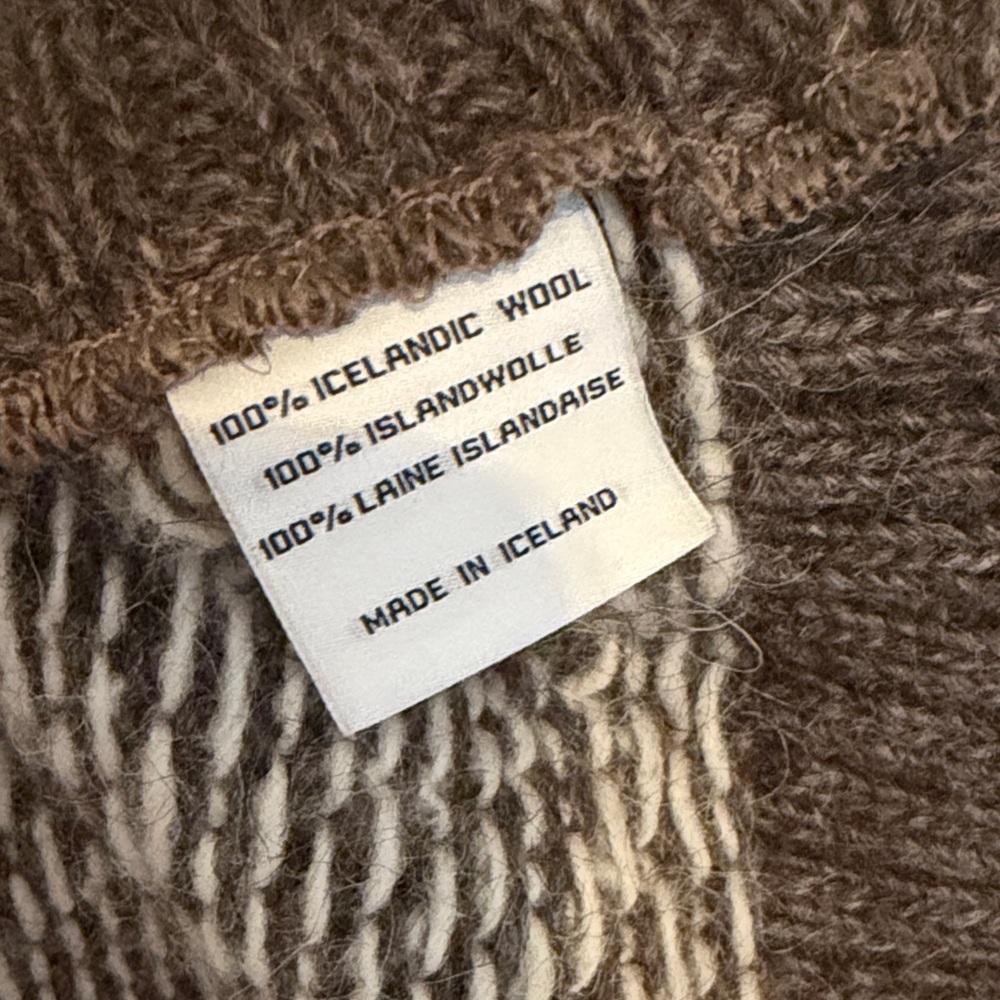 100% ICELANDIC WOOL
100% ISLANDWOLLE
100% LAINE ISLANDAISE
MADE IN ICELAND